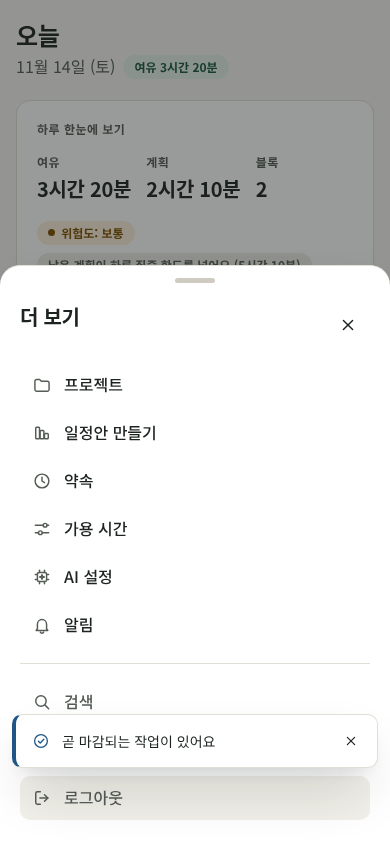 오늘
11월 14일 (토) 여유 3시간 20분
하루 한눈에 보기
여유 계획 블록
3시간 20분 2시간 10분 2
위험도: 보통
더 보기
프로젝트
일정안 만들기
약속
가용 시간
AI 설정
알림
검색
곧 마감되는 작업이 있어요
로그아웃